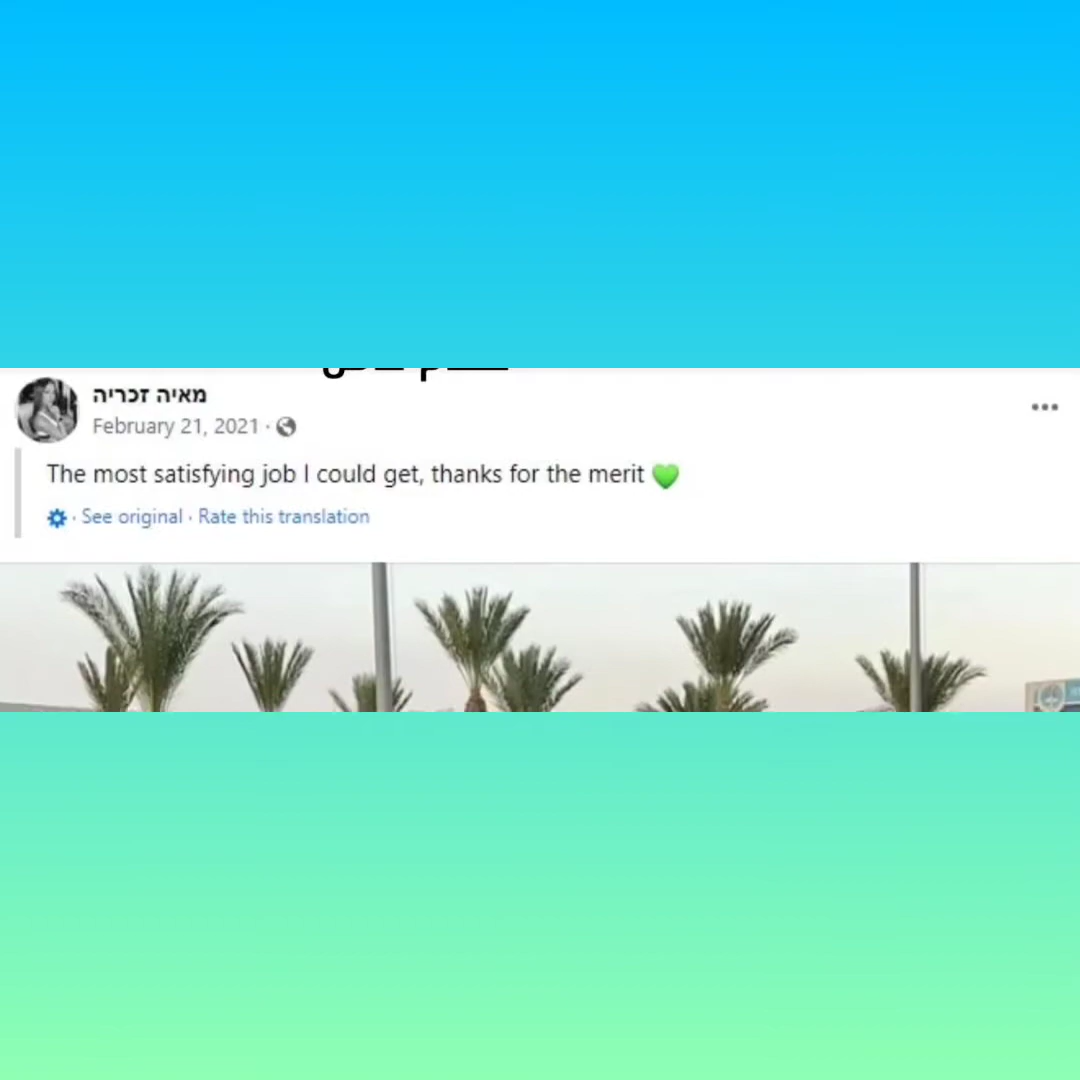 מאיה זכריה
February 21, 2021 ·
The most satisfying job I could get, thanks for the merit 💚
· See original · Rate this translation